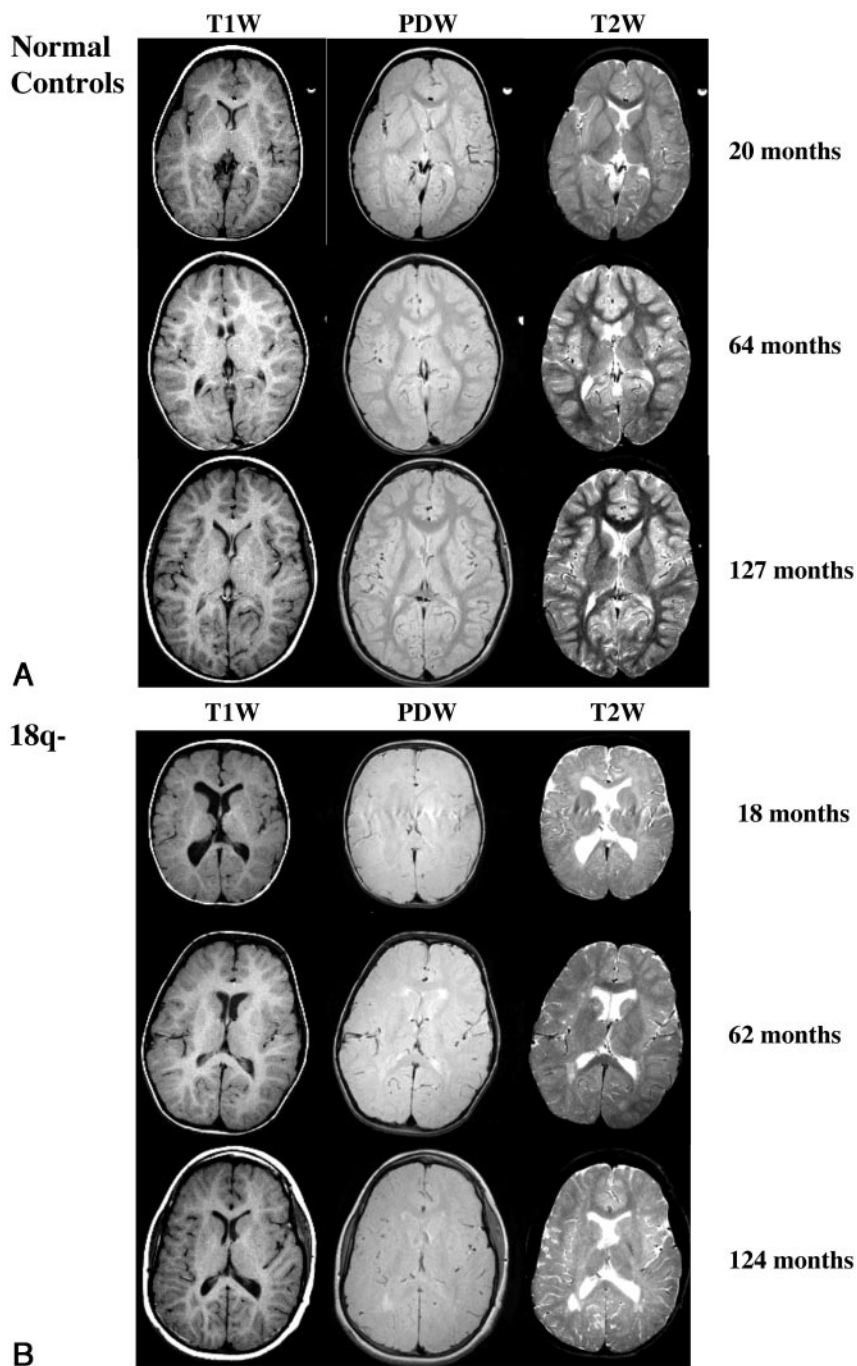 T1W PDW T2W
Normal
Controls
20 months
64 months
127 months
A
T1W PDW T2W
18q-
18 months
62 months
124 months
B